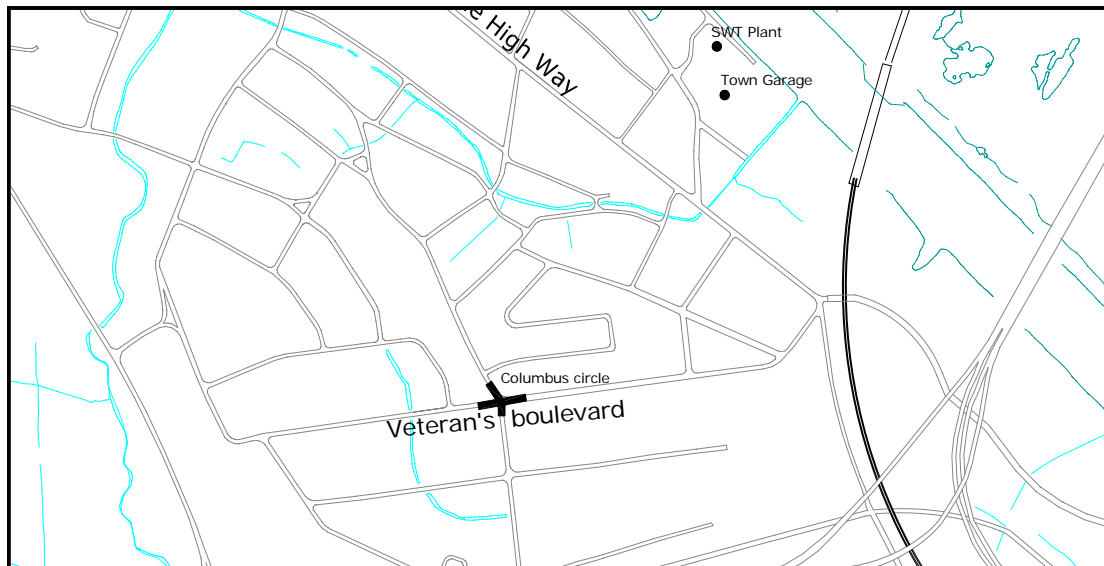 SWT Plant
High Way
Town Garage
Columbus circle
Veteran's boulevard